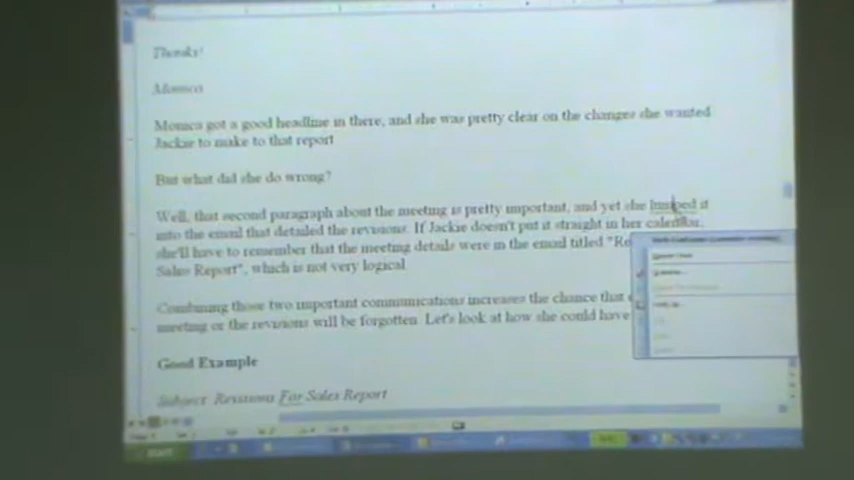 Thanks!
Monica
Monica got a good headline in there, and she was pretty clear on the changes she wanted
Jackie to make to that report
But what did she do wrong?
Well, that second paragraph about the meeting is pretty important, and yet she lumped it
into the email that detailed the revisions. If Jackie doesn't put it straight in her calendar,
she'll have to remember that the meeting details were in the email titled "Re
Sales Report", which is not very logical
Combining those two important communications increases the chance that
meeting or the revisions will be forgotten. Let's look at how she could have
Good Example
Subject Revisions For Sales Report
start